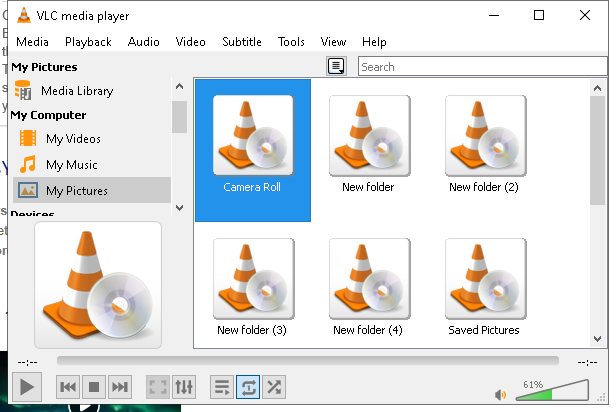 VLC media player
Media Playback Audio Video Subtitle Tools View Help
My Pictures
Search
Media Library
My Computer
My Videos
My Music
My Pictures
Devices
Camera Roll
New folder
New folder (2)
New folder (3)
New folder (4)
Saved Pictures
--:--
--:--
61%